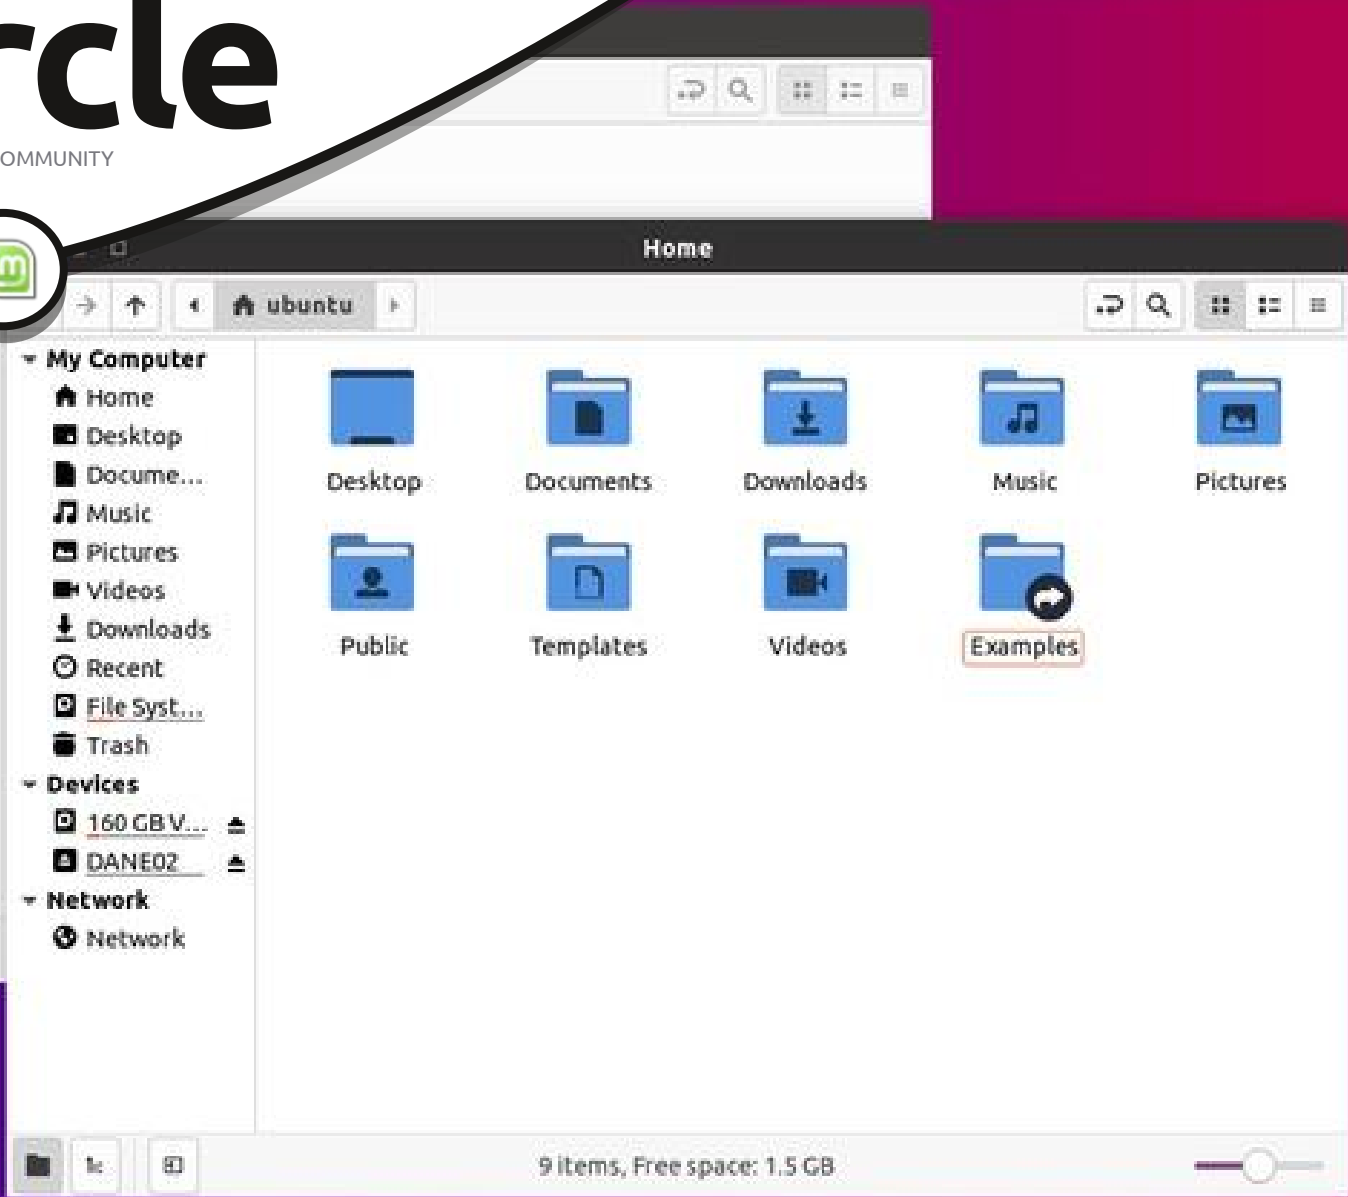 rcle
OMMUNITY
Home
ubuntu
My Computer
Home
Desktop
Docume...
Music
Pictures
Videos
Downloads
Recent
File Syst...
Trash
Devices
160 GB V...
DANE02
Network
Network
Desktop
Documents
Downloads
Music
Pictures
Public
Templates
Videos
Examples
9 items, Free space: 1.5 GB